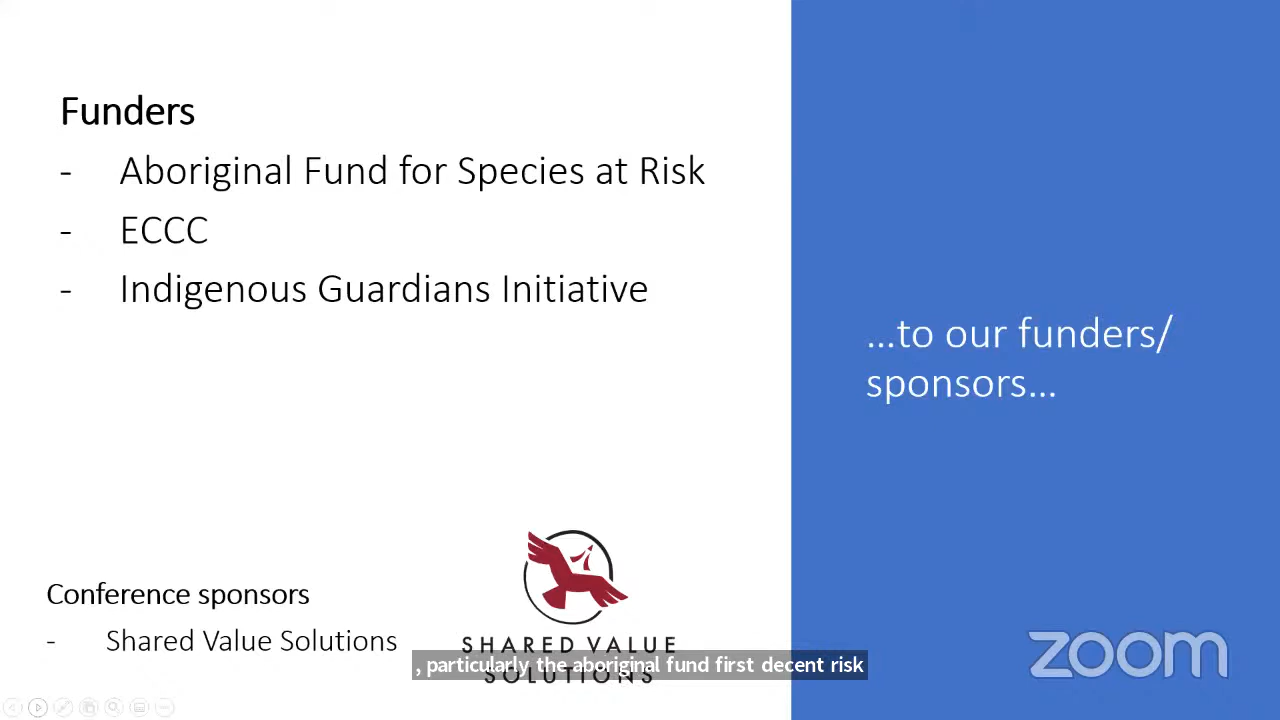 Funders
- Aboriginal Fund for Species at Risk
- ECCC
- Indigenous Guardians Initiative
...to our funders/
sponsors...
Conference sponsors
- Shared Value Solutions
SHARED VALUE
SOLUTIONS
, particularly the aboriginal fund first decent risk
zoom